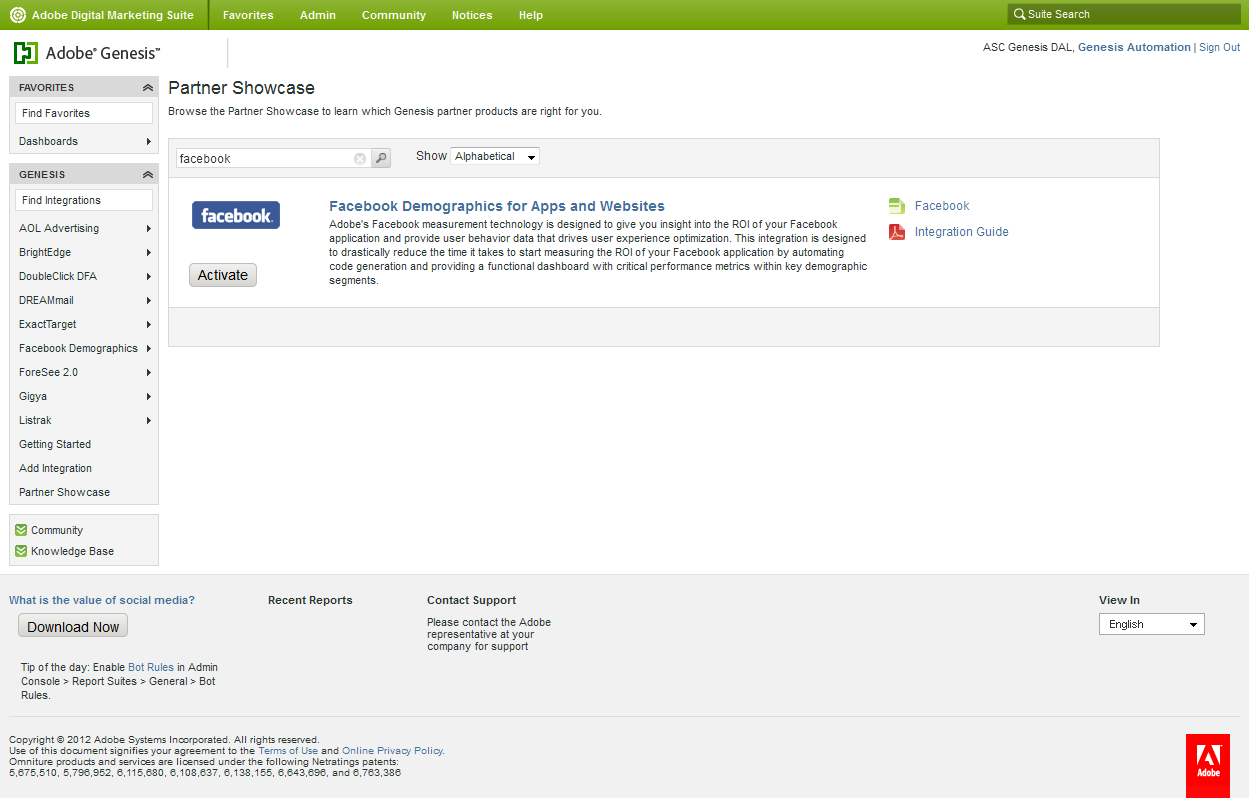 Adobe Digital Marketing Suite Favorites Admin Community Notices Help Suite Search
Adobe® Genesis™
ASC Genesis DAL, Genesis Automation | Sign Out
FAVORITES
Find Favorites
Dashboards
GENESIS
Find Integrations
AOL Advertising
BrightEdge
DoubleClick DFA
DREAMmail
ExactTarget
Facebook Demographics
ForeSee 2.0
Gigya
Listrak
Getting Started
Add Integration
Partner Showcase
Community
Knowledge Base
Partner Showcase
Browse the Partner Showcase to learn which Genesis partner products are right for you.
facebook Show Alphabetical
facebook.
Activate
Facebook Demographics for Apps and Websites
Adobe's Facebook measurement technology is designed to give you insight into the ROI of your Facebook
application and provide user behavior data that drives user experience optimization. This integration is designed
to drastically reduce the time it takes to start measuring the ROI of your Facebook application by automating
code generation and providing a functional dashboard with critical performance metrics within key demographic
segments.
Facebook
Integration Guide
What is the value of social media?
Download Now
Tip of the day: Enable Bot Rules in Admin
Console > Report Suites > General > Bot
Rules.
Recent Reports
Contact Support
Please contact the Adobe
representative at your
company for support
View In
English
Copyright © 2012 Adobe Systems Incorporated. All rights reserved.
Use of this document signifies your agreement to the Terms of Use and Online Privacy Policy.
Omniture products and services are licensed under the following Netratings patents:
5,675,510, 5,796,952, 6,115,680, 6,108,637, 6,138,155, 6,643,696, and 6,763,386
Adobe